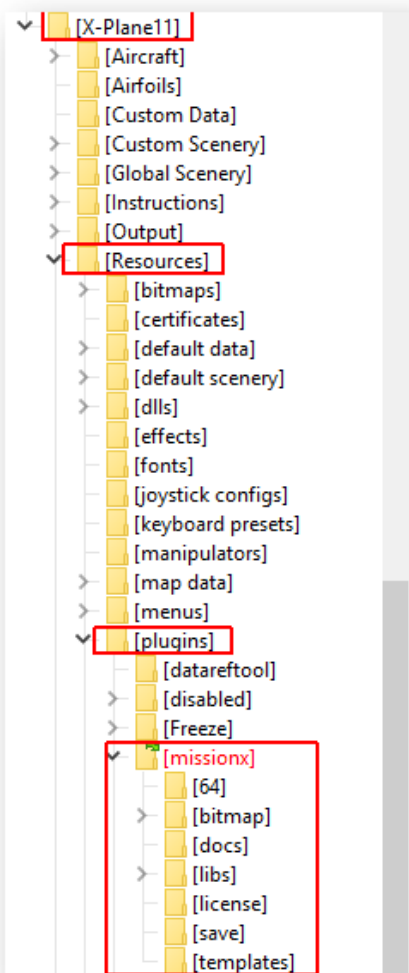 [X-Plane11]
[Aircraft]
[Airfoils]
[Custom Data]
[Custom Scenery]
[Global Scenery]
[Instructions]
[Output]
[Resources]
[bitmaps]
[certificates]
[default data]
[default scenery]
[dlls]
[effects]
[fonts]
[joystick configs]
[keyboard presets]
[manipulators]
[map data]
[menus]
[plugins]
[datareftool]
[disabled]
[Freeze]
[missionx]
[64]
[bitmap]
[docs]
[libs]
[license]
[save]
[templates]